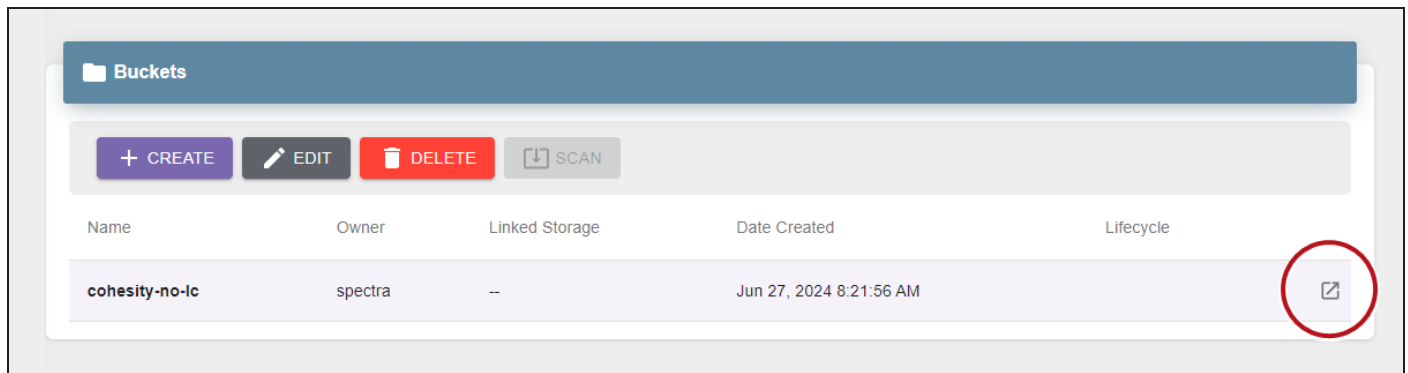 Buckets
CREATE EDIT DELETE SCAN
Name Owner Linked Storage Date Created Lifecycle
cohesity-no-lc spectra -- Jun 27, 2024 8:21:56 AM